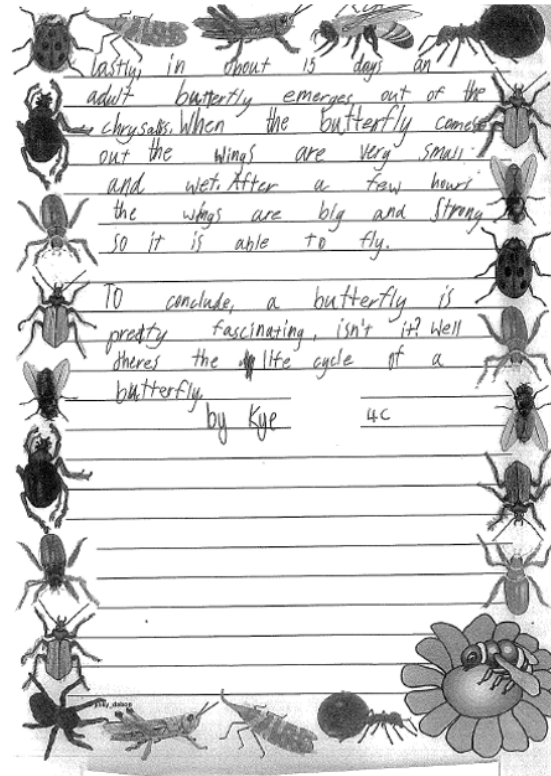 Lastly, in about 15 days an
adult butterfly emerges out of the
chrysalis. When the butterfly comese
out the wings are very small
and wet. After a few hours
the wings are big and strong
so it is able to fly.
To conclude, a butterfly is
pretty fascinating, isn't it? Well
theres the life cycle of a
butterfly.
by Kye 4C